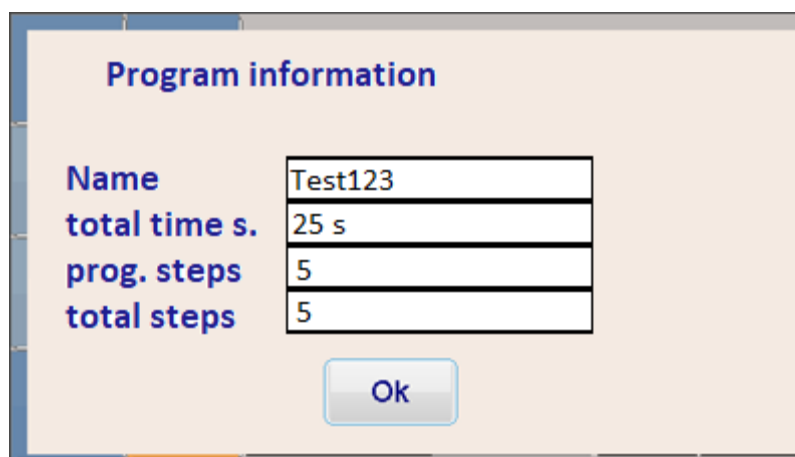 Program information
Name Test123
total time s. 25 s
prog. steps 5
total steps 5
Ok